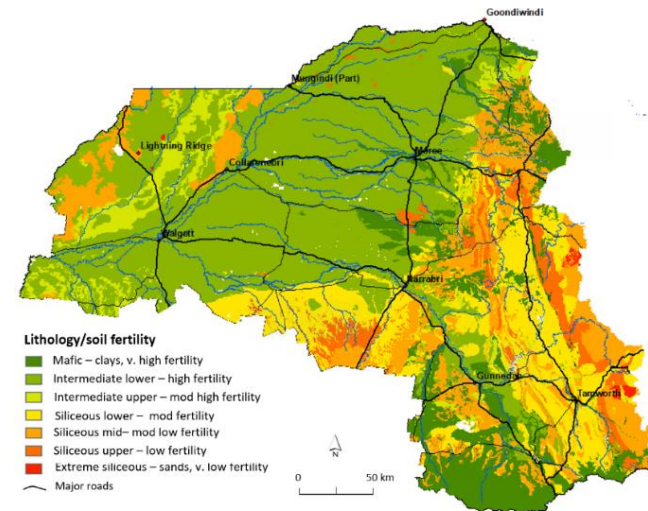 Goondiwindi
Mungindi (Part)
Lightning Ridge
Moree
Collarenebri
Walgett
Narrabri
Gunnedah
Tamworth
Lithology/soil fertility
Mafic – clays, v. high fertility
Intermediate lower – high fertility
Intermediate upper – mod high fertility
Siliceous lower – mod fertility
Siliceous mid– mod low fertility
Siliceous upper – low fertility
Extreme siliceous – sands, v. low fertility
Major roads
N
0 50 km